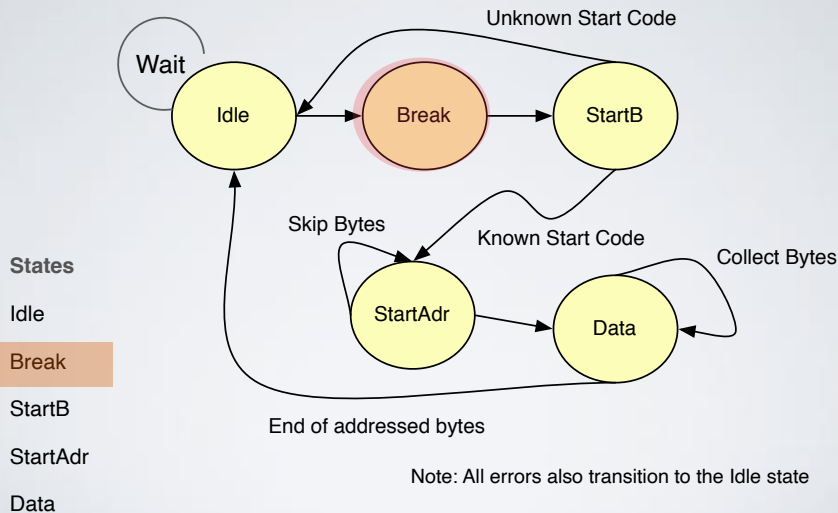 Unknown Start Code
Wait
Idle
Break
StartB
Skip Bytes
Known Start Code
Collect Bytes
StartAdr
Data
End of addressed bytes
Note: All errors also transition to the Idle state
States
Idle
Break
StartB
StartAdr
Data